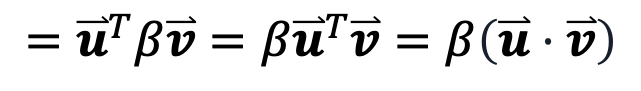 = u⃗ᵀβv⃗ = βu⃗ᵀv⃗ = β(u⃗ · v⃗)